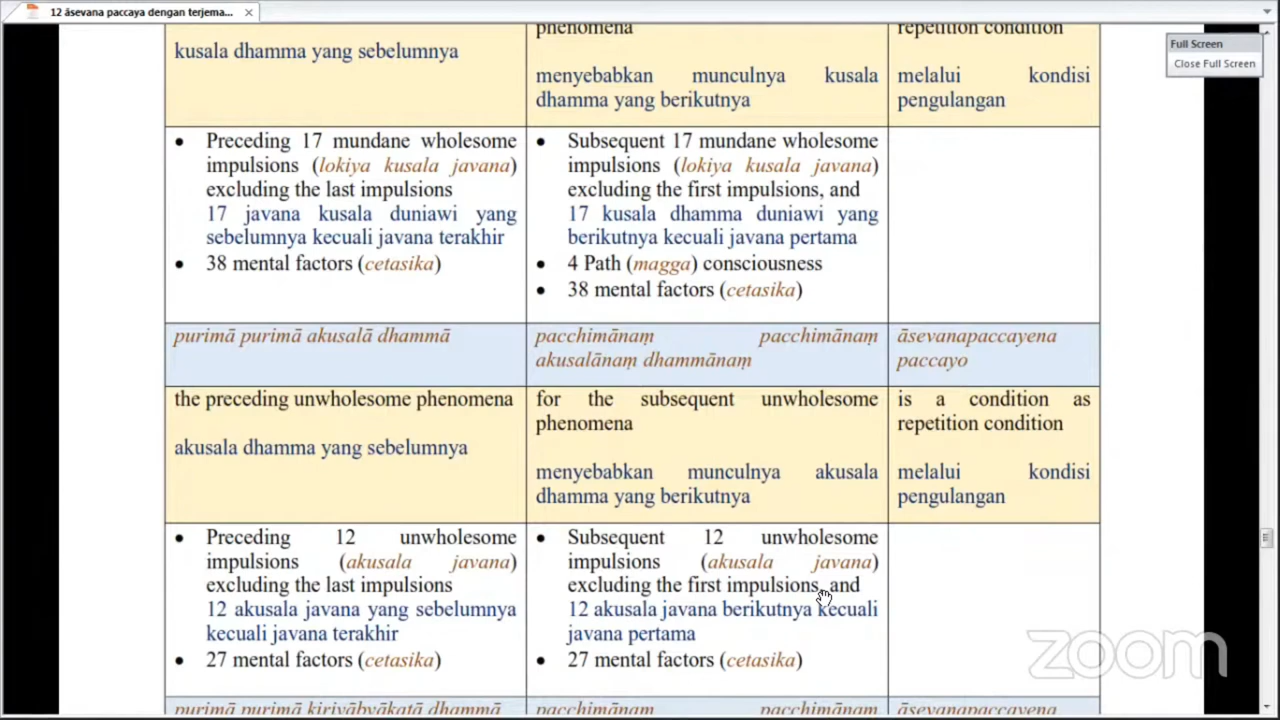 12 āsevana paccaya dengan terjema...
Full Screen
Close Full Screen
kusala dhamma yang sebelumnya
phenomena
menyebabkan munculnya kusala
dhamma yang berikutnya
repetition condition
melalui kondisi
pengulangan
• Preceding 17 mundane wholesome
impulsions (lokiya kusala javana)
excluding the last impulsions
17 javana kusala duniawi yang
sebelumnya kecuali javana terakhir
• 38 mental factors (cetasika)
• Subsequent 17 mundane wholesome
impulsions (lokiya kusala javana)
excluding the first impulsions, and
17 kusala dhamma duniawi yang
berikutnya kecuali javana pertama
• 4 Path (magga) consciousness
• 38 mental factors (cetasika)
purimā purimā akusalā dhammā
pacchimānaṃ pacchimānaṃ
akusalānaṃ dhammānaṃ
āsevanapaccayena
paccayo
the preceding unwholesome phenomena
akusala dhamma yang sebelumnya
for the subsequent unwholesome
phenomena
menyebabkan munculnya akusala
dhamma yang berikutnya
is a condition as
repetition condition
melalui kondisi
pengulangan
• Preceding 12 unwholesome
impulsions (akusala javana)
excluding the last impulsions
12 akusala javana yang sebelumnya
kecuali javana terakhir
• 27 mental factors (cetasika)
• Subsequent 12 unwholesome
impulsions (akusala javana)
excluding the first impulsions, and
12 akusala javana berikutnya kecuali
javana pertama
• 27 mental factors (cetasika)
purimā purimā kiriyābyākatā dhammā
pacchimānaṃ pacchimānaṃ
āsevanapaccayena
zoom